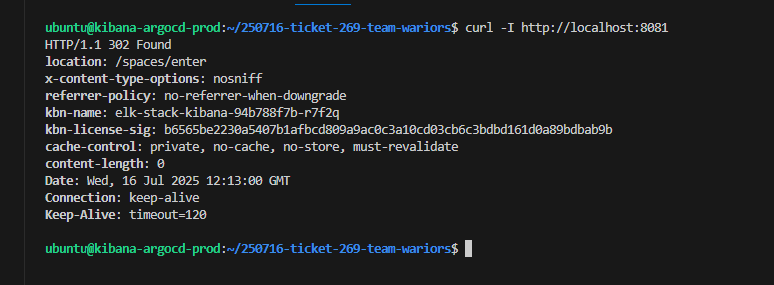 ubuntu@kibana-argocd-prod:~/250716-ticket-269-team-wariors$ curl -I http://localhost:8081
HTTP/1.1 302 Found
location: /spaces/enter
x-content-type-options: nosniff
referrer-policy: no-referrer-when-downgrade
kbn-name: elk-stack-kibana-94b788f7b-r7f2q
kbn-license-sig: b6565be2230a5407b1afbcd809a9ac0c3a10cd03cb6c3bdbd161d0a89bdbab9b
cache-control: private, no-cache, no-store, must-revalidate
content-length: 0
Date: Wed, 16 Jul 2025 12:13:00 GMT
Connection: keep-alive
Keep-Alive: timeout=120
ubuntu@kibana-argocd-prod:~/250716-ticket-269-team-wariors$